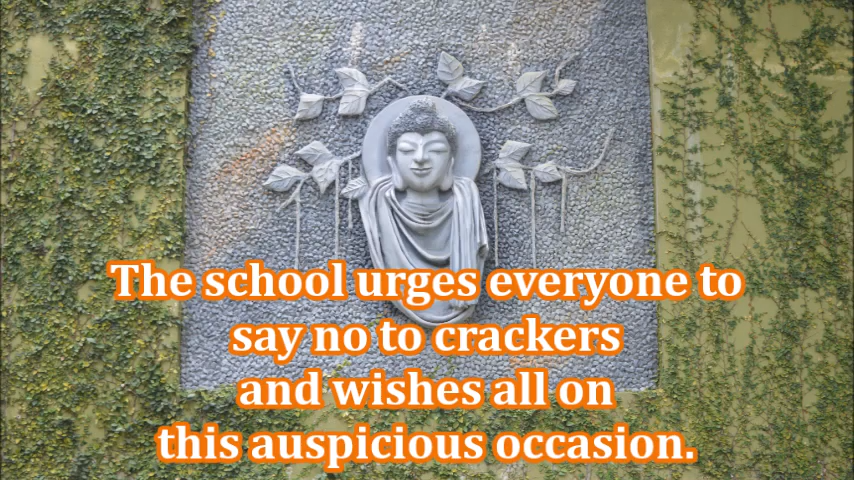 The school urges everyone to
say no to crackers
and wishes all on
this auspicious occasion.